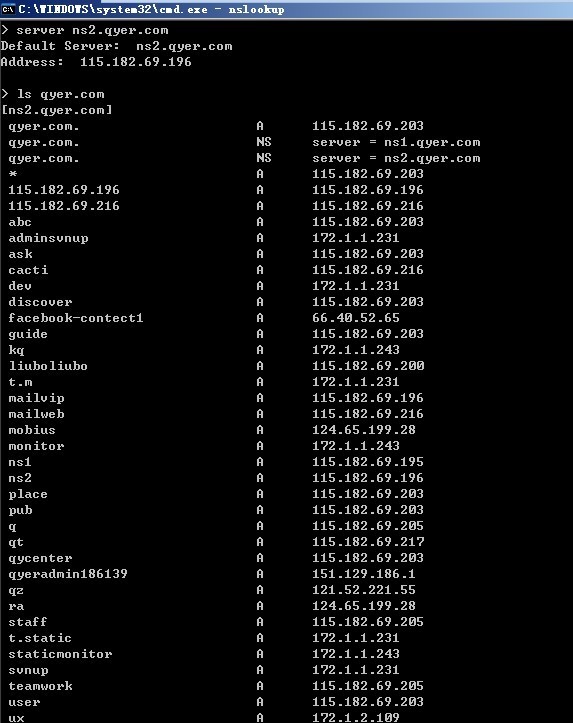 C:\WINDOWS\system32\cmd.exe - nslookup
> server ns2.qyer.com
Default Server:  ns2.qyer.com
Address:  115.182.69.196
> ls qyer.com
[ns2.qyer.com]
qyer.com. A 115.182.69.203
qyer.com. NS server = ns1.qyer.com
qyer.com. NS server = ns2.qyer.com
* A 115.182.69.203
115.182.69.196 A 115.182.69.196
115.182.69.216 A 115.182.69.216
abc A 115.182.69.203
adminsvnup A 172.1.1.231
ask A 115.182.69.203
cacti A 115.182.69.216
dev A 172.1.1.231
discover A 115.182.69.203
facebook-contect1 A 66.40.52.65
guide A 115.182.69.203
kq A 172.1.1.243
liuboliubo A 115.182.69.200
t.m A 172.1.1.231
mailvip A 115.182.69.196
mailweb A 115.182.69.216
mobius A 124.65.199.28
monitor A 172.1.1.243
ns1 A 115.182.69.195
ns2 A 115.182.69.196
place A 115.182.69.203
pub A 115.182.69.203
q A 115.182.69.205
qt A 115.182.69.217
qycenter A 115.182.69.203
qyeradmin186139 A 151.129.186.1
qz A 121.52.221.55
ra A 124.65.199.28
staff A 115.182.69.205
t.static A 172.1.1.231
staticmonitor A 172.1.1.243
svnup A 172.1.1.231
teamwork A 115.182.69.205
user A 115.182.69.203
ux A 172.1.2.109